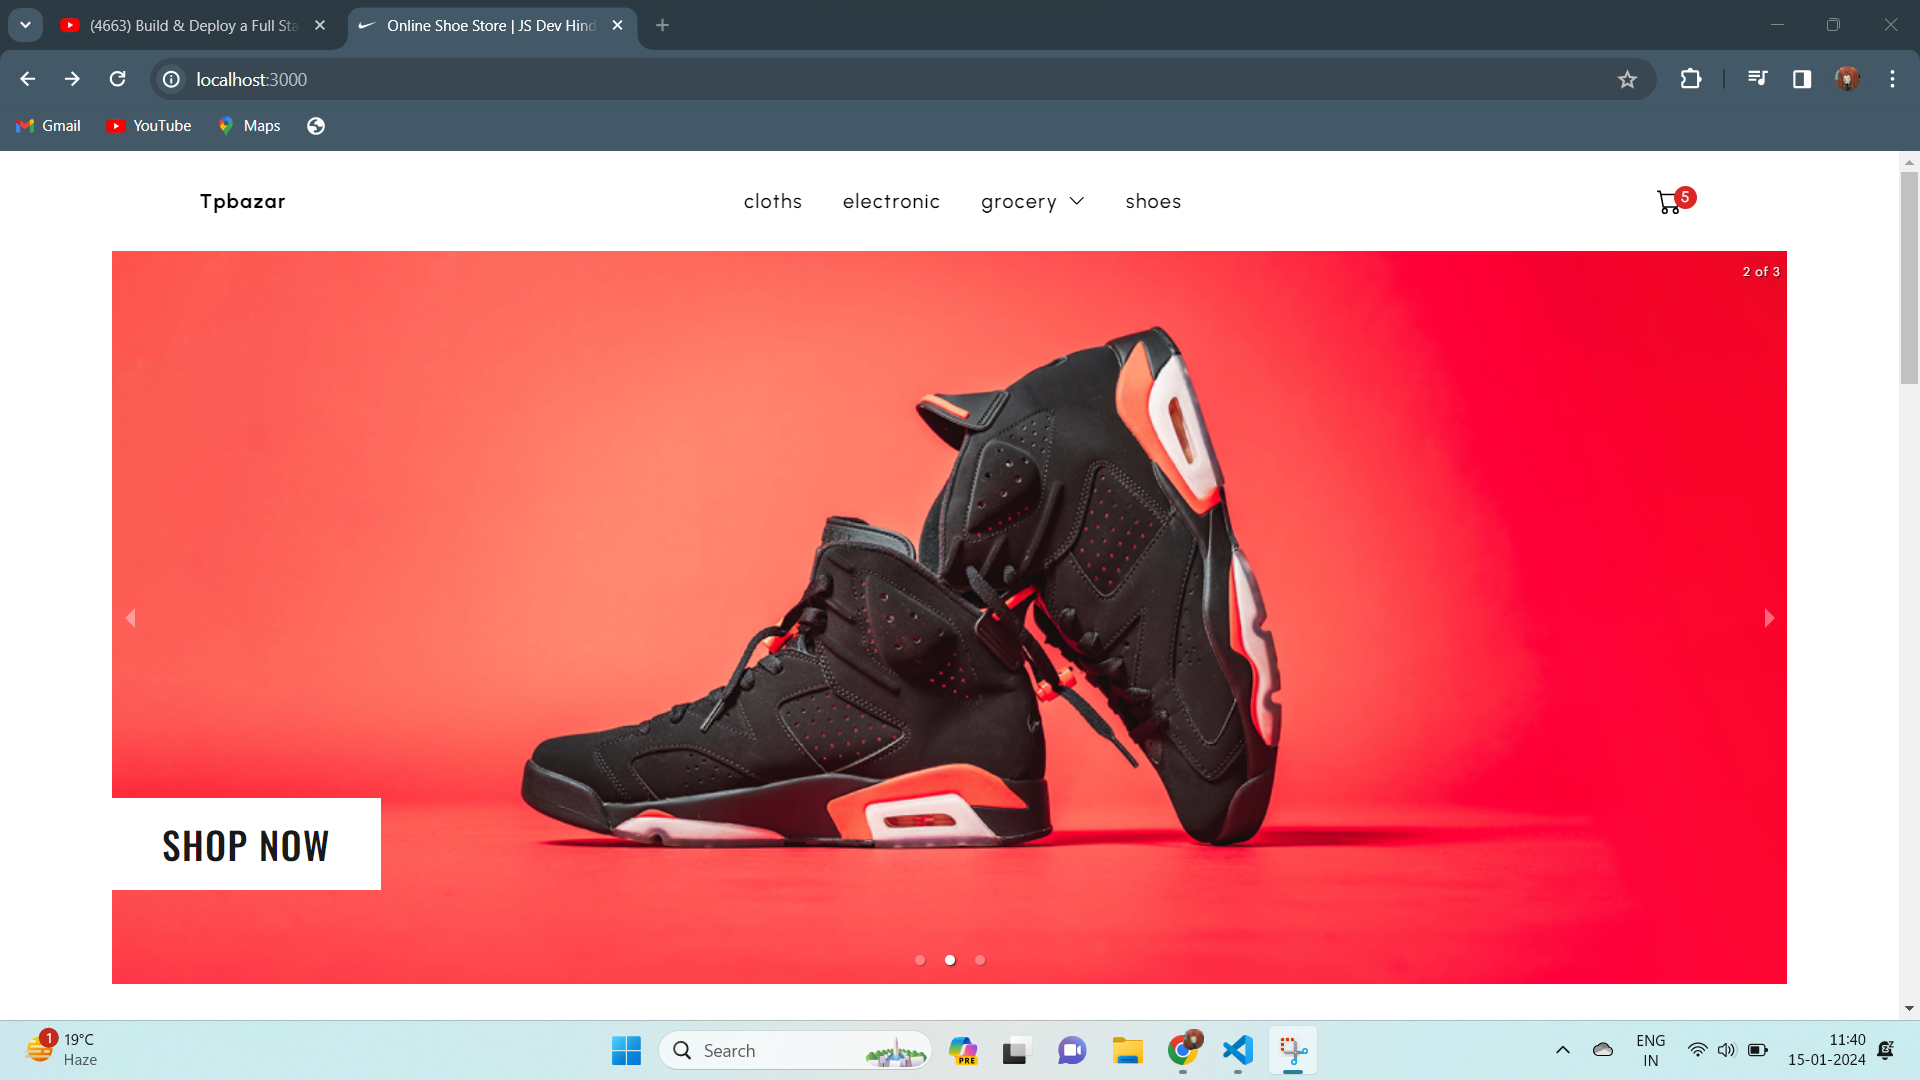 (4663) Build & Deploy a Full Sta
Online Shoe Store | JS Dev Hind
localhost:3000
Gmail
YouTube
Maps
Tpbazar
cloths
electronic
grocery
shoes
5
2 of 3
SHOP NOW
1
19°C
Haze
Search
PRE
ENG
IN
11:40
15-01-2024